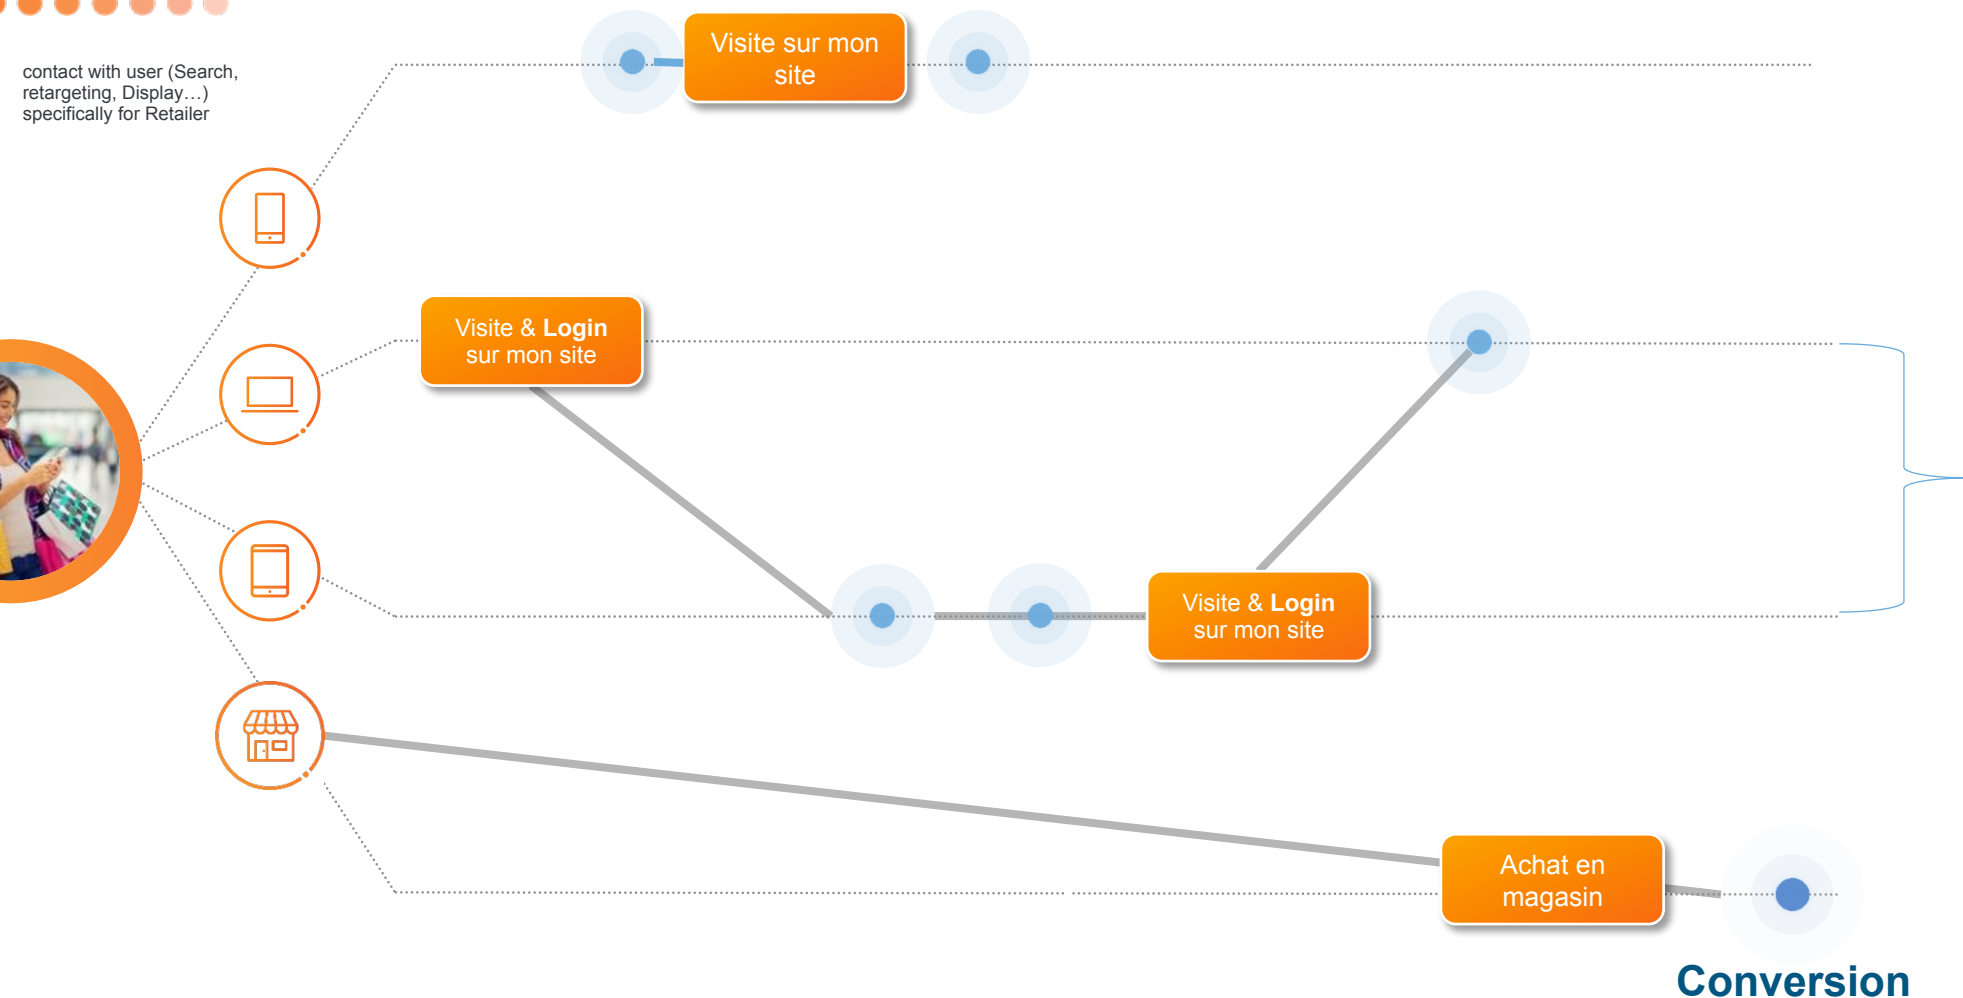 contact with user (Search,
retargeting, Display…)
specifically for Retailer
Visite sur mon
site
Visite & Login
sur mon site
Visite & Login
sur mon site
Achat en
magasin
Conversion